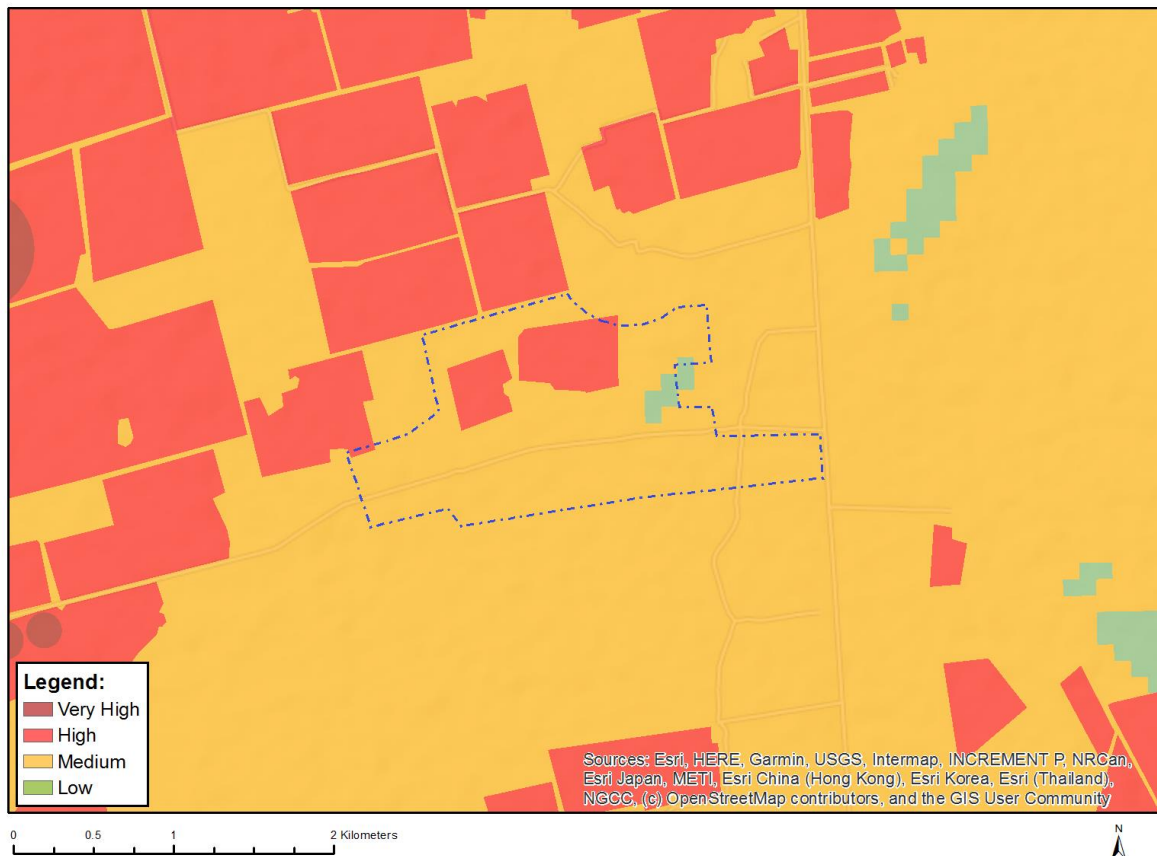 Legend:
Very High
High
Medium
Low
Sources: Esri, HERE, Garmin, USGS, Intermap, INCREMENT P, NRCan,
Esri Japan, METI, Esri China (Hong Kong), Esri Korea, Esri (Thailand),
NGCC, (c) OpenStreetMap contributors, and the GIS User Community
0 0.5 1 2 Kilometers
N